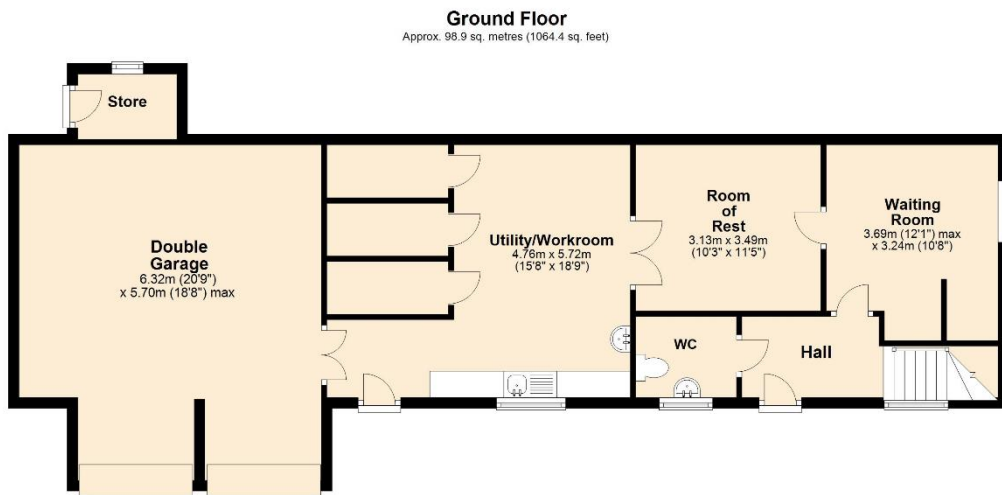 Ground Floor
Approx. 98.9 sq. metres (1064.4 sq. feet)
Store
Double
Garage
6.32m (20'9")
x 5.70m (18'8") max
Utility/Workroom
4.76m x 5.72m
(15'8" x 18'9")
Room
of
Rest
3.13m x 3.49m
(10'3" x 11'5")
Waiting
Room
3.69m (12'1") max
x 3.24m (10'8")
WC
Hall